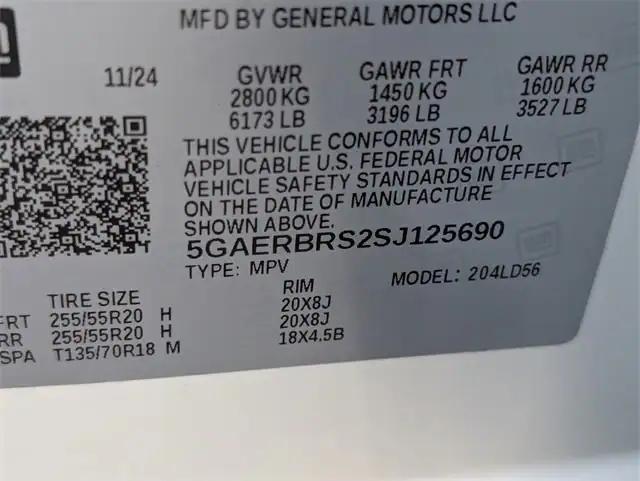 MFD BY GENERAL MOTORS LLC
11/24 GVWR GAWR FRT GAWR RR
2800 KG 1450 KG 1600 KG
6173 LB 3196 LB 3527 LB
THIS VEHICLE CONFORMS TO ALL
APPLICABLE U.S. FEDERAL MOTOR
VEHICLE SAFETY STANDARDS IN EFFECT
ON THE DATE OF MANUFACTURE
SHOWN ABOVE.
5GAERBRS2SJ125690
TYPE: MPV MODEL: 204LD56
TIRE SIZE RIM
FRT 255/55R20 H 20X8J
RR 255/55R20 H 20X8J
SPA T135/70R18 M 18X4.5B